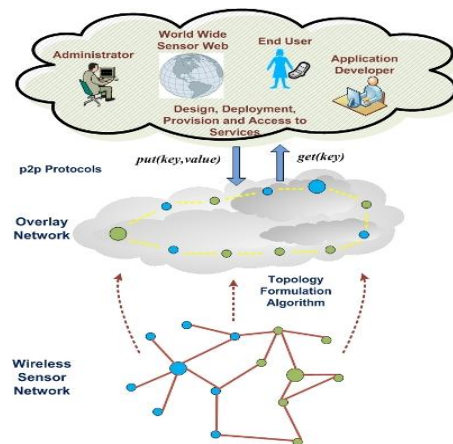 World Wide
Sensor Web
End User
Administrator
Application
Developer
Design, Deployment,
Provision and Access to
Services
put(key,value)
get(key)
p2p Protocols
Overlay
Network
Topology
Formulation
Algorithm
Wireless
Sensor
Network